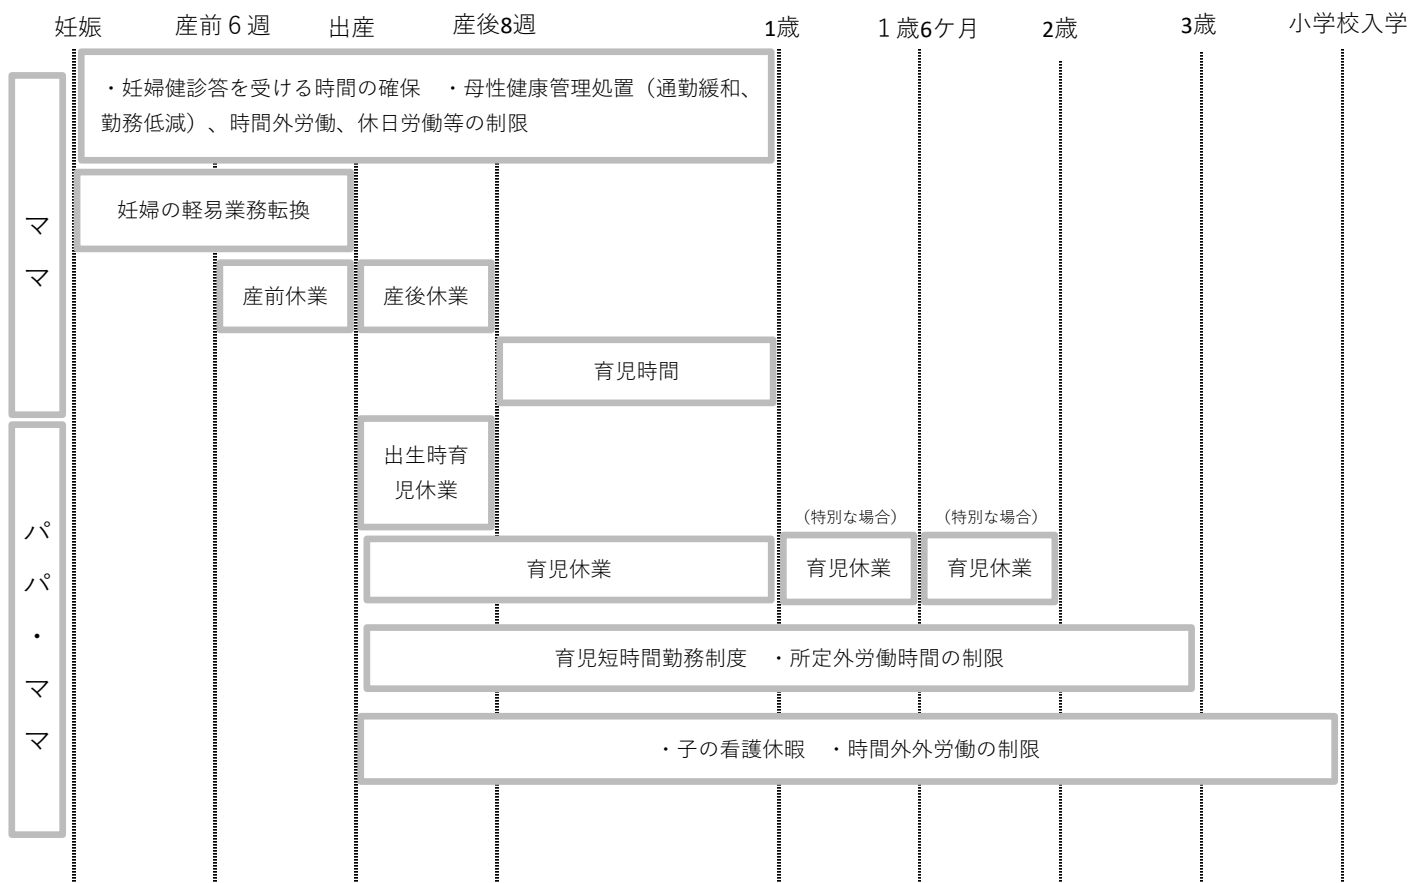 妊娠
産前６週
出産
産後8週
1歳
１歳6ケ月
2歳
3歳
小学校入学
ママ
・妊婦健診答を受ける時間の確保　・母性健康管理処置（通勤緩和、
勤務低減）、時間外労働、休日労働等の制限
妊婦の軽易業務転換
産前休業
産後休業
育児時間
パパ・ママ
出生時育
児休業
育児休業
（特別な場合）
育児休業
（特別な場合）
育児休業
育児短時間勤務制度　・所定外労働時間の制限
・子の看護休暇　・時間外外労働の制限